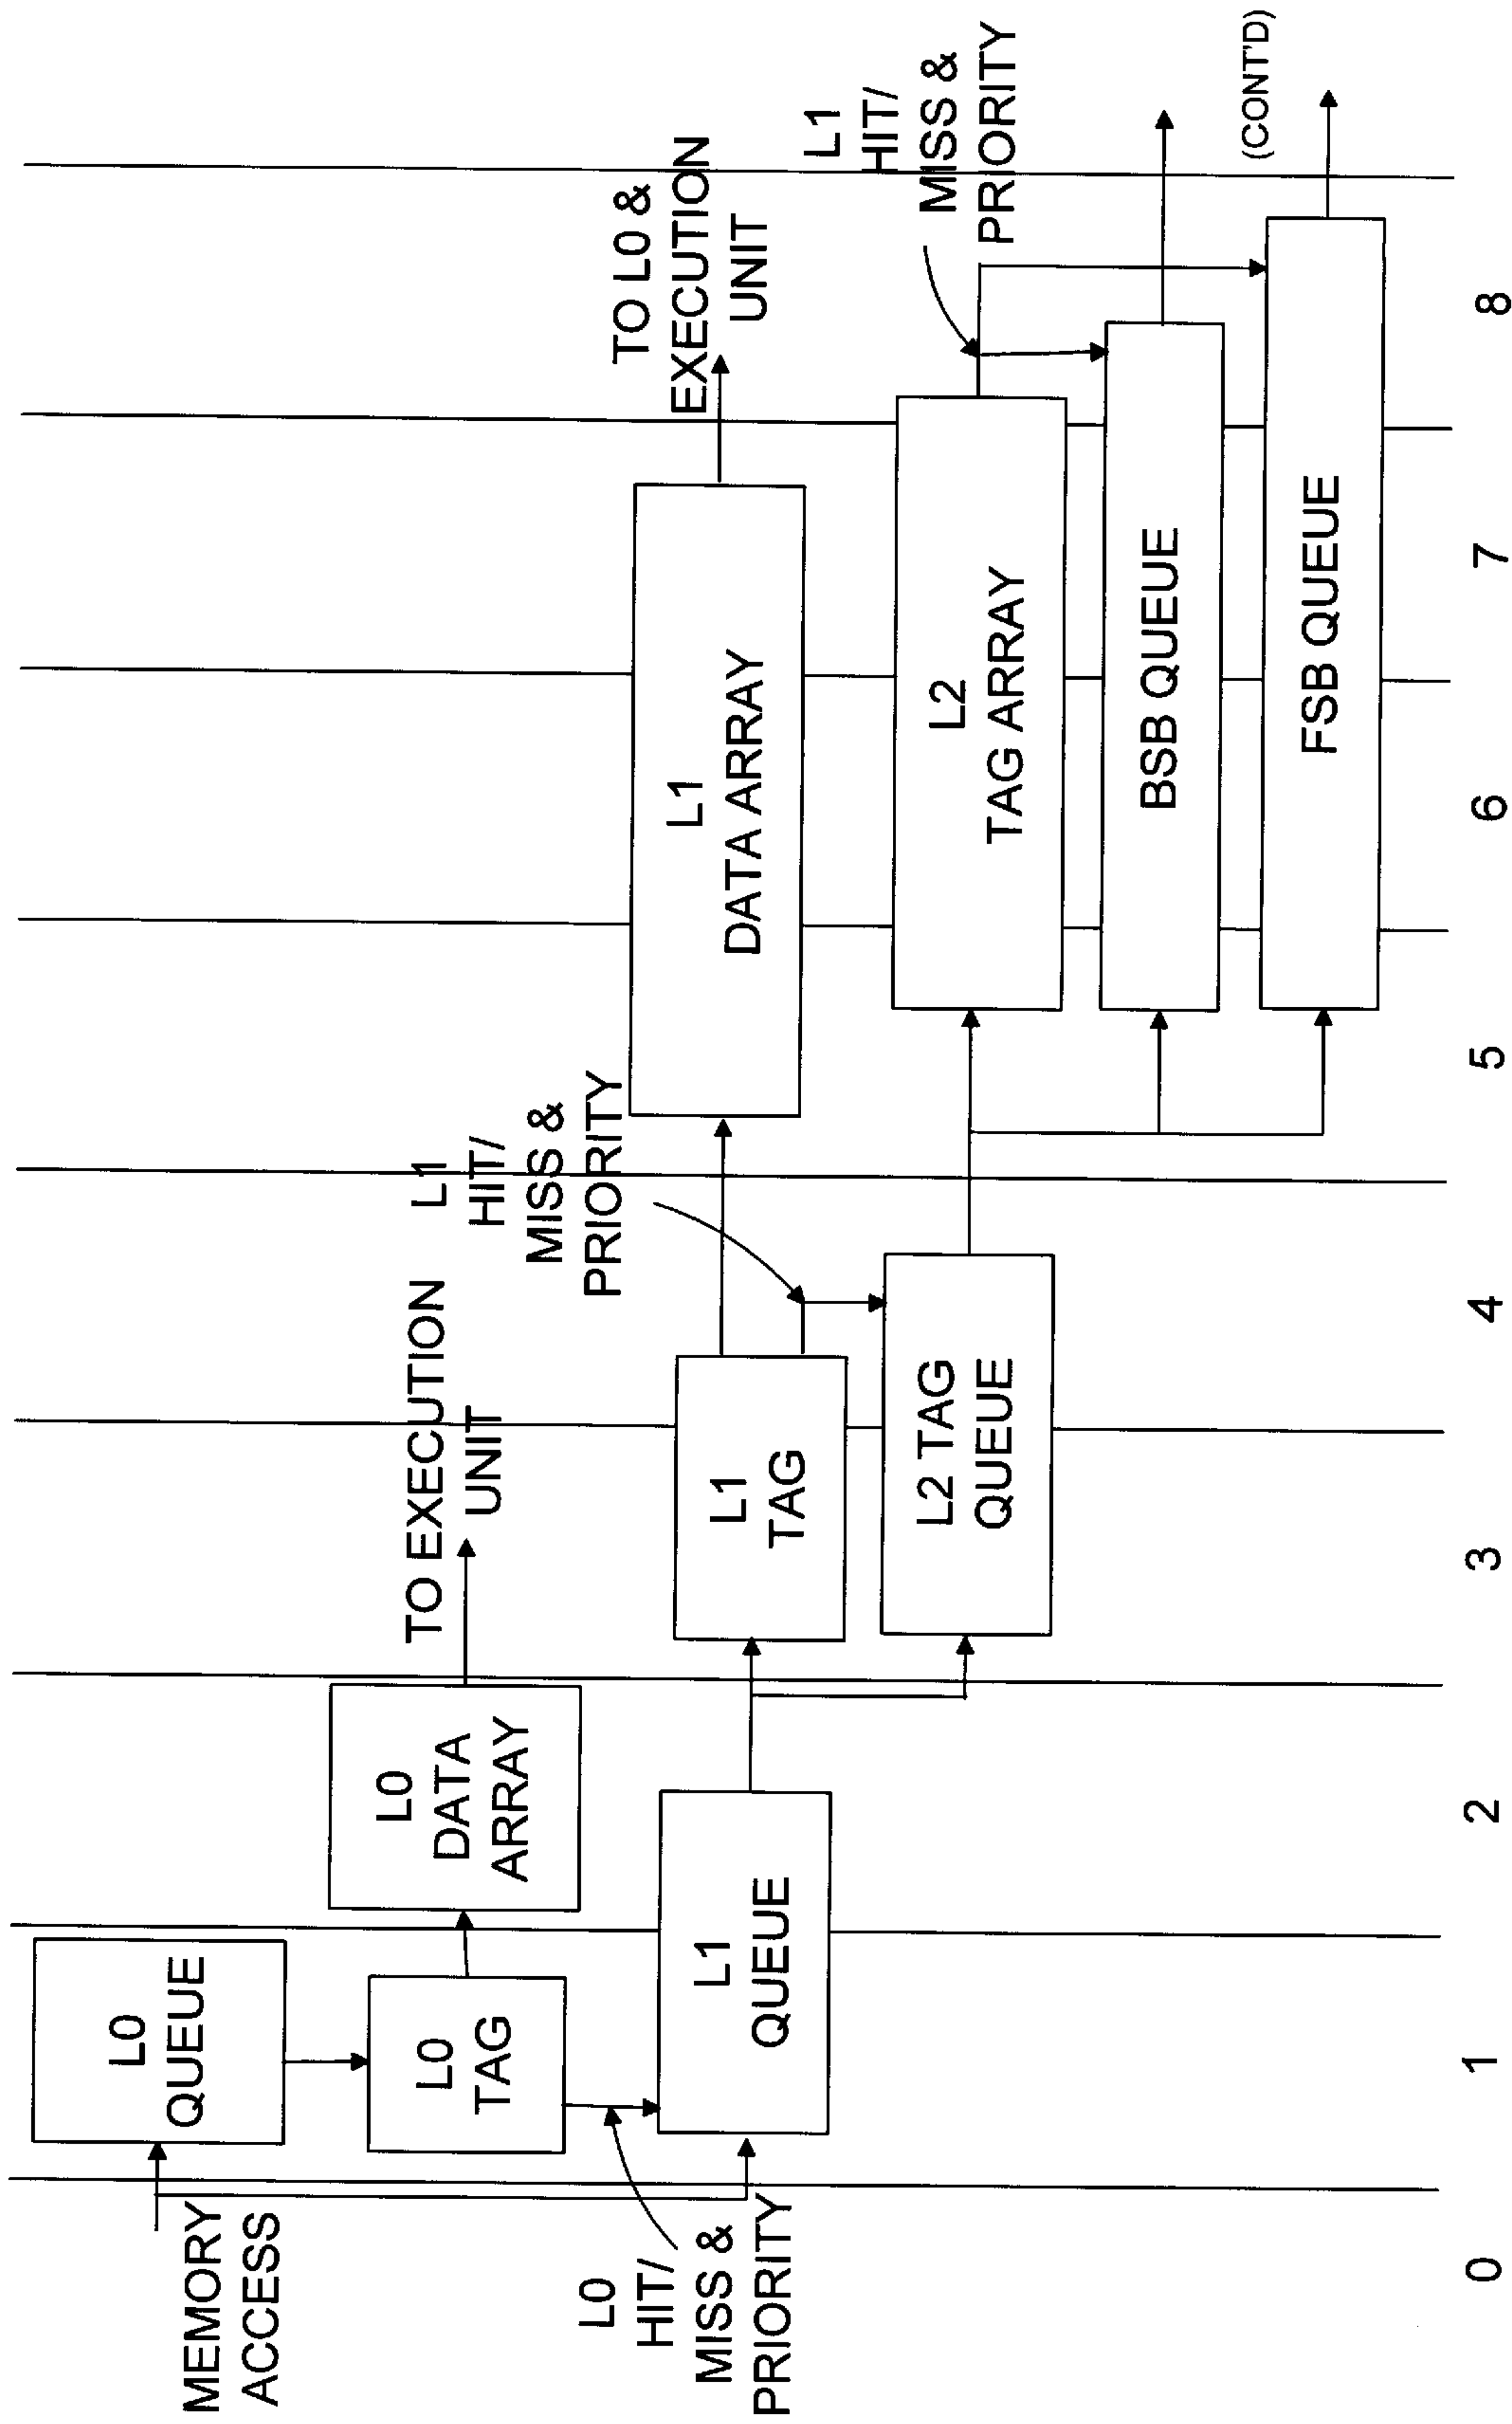 MEMORY
ACCESS
L0
QUEUE
L0
TAG
L0
HIT/
MISS &
PRIORITY
L0
DATA
ARRAY
TO EXECUTION
UNIT
L1
QUEUE
L1
TAG
L1
HIT/
MISS &
PRIORITY
L2 TAG
QUEUE
L1
DATA ARRAY
TO L0 &
EXECUTION
UNIT
L2
TAG ARRAY
L1
HIT/
MISS &
PRIORITY
BSB QUEUE
FSB QUEUE
(CONT'D)
0 1 2 3 4 5 6 7 8